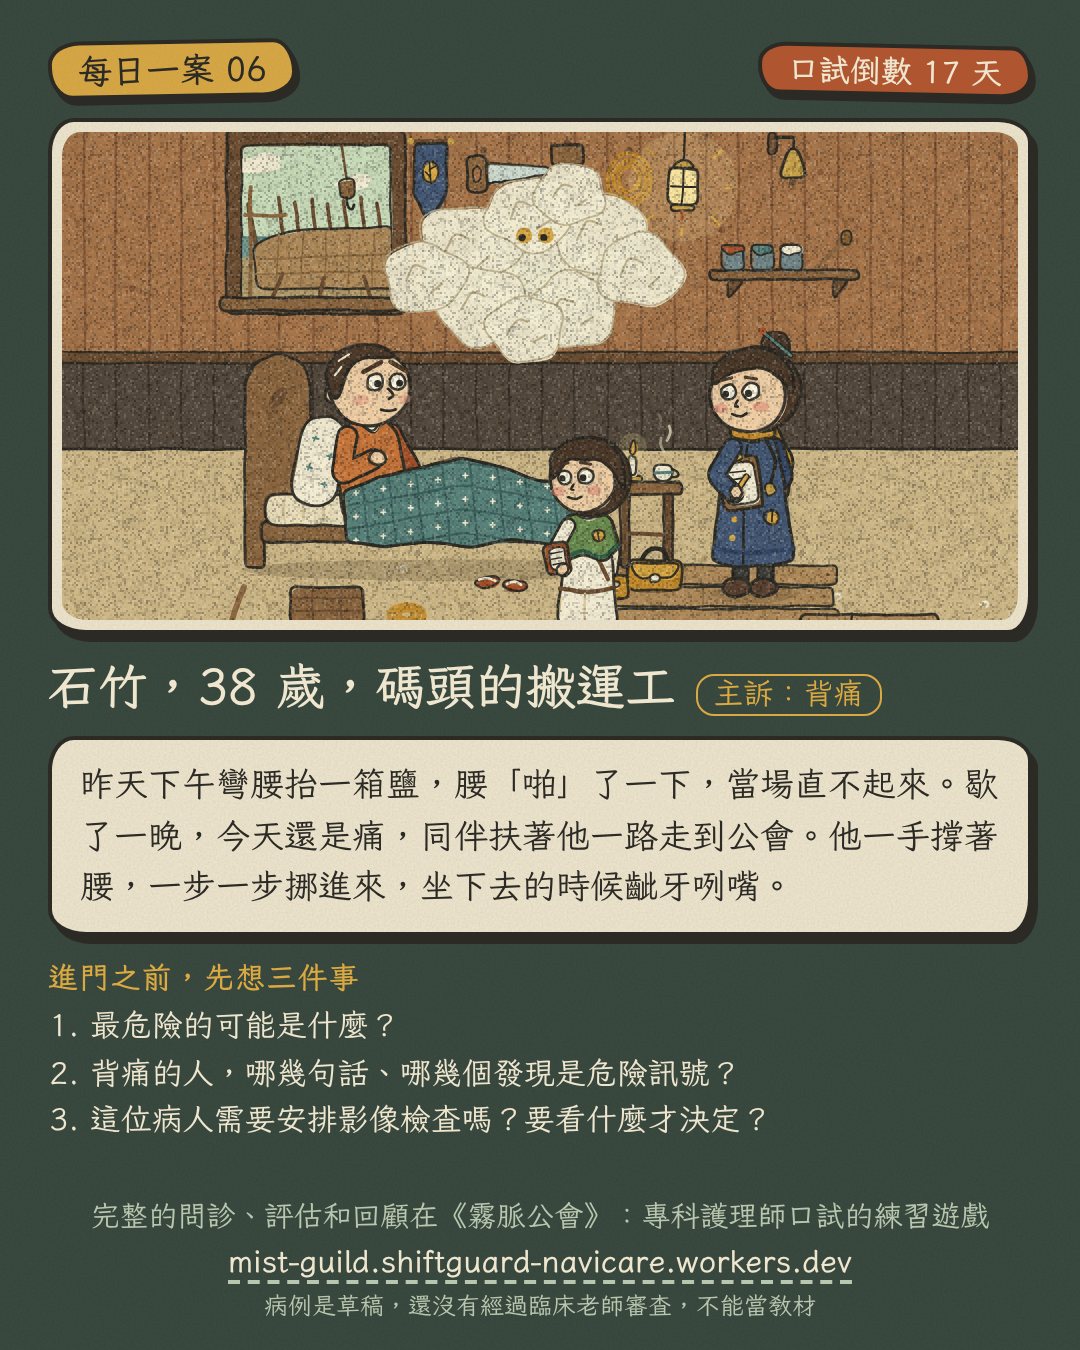 每日一案 06
口試倒數 17 天
石竹，38 歲，碼頭的搬運工
主訴：背痛
昨天下午彎腰抬一箱鹽，腰「啪」了一下，當場直不起來。歇
了一晚，今天還是痛，同伴扶著他一路走到公會。他一手撐著
腰，一步一步挪進來，坐下去的時候齜牙咧嘴。
進門之前，先想三件事
1. 最危險的可能是什麼？
2. 背痛的人，哪幾句話、哪幾個發現是危險訊號？
3. 這位病人需要安排影像檢查嗎？要看什麼才決定？
完整的問診、評估和回顧在《霧脈公會》：專科護理師口試的練習遊戲
mist-guild.shiftguard-navicare.workers.dev
病例是草稿，還沒有經過臨床老師審查，不能當教材